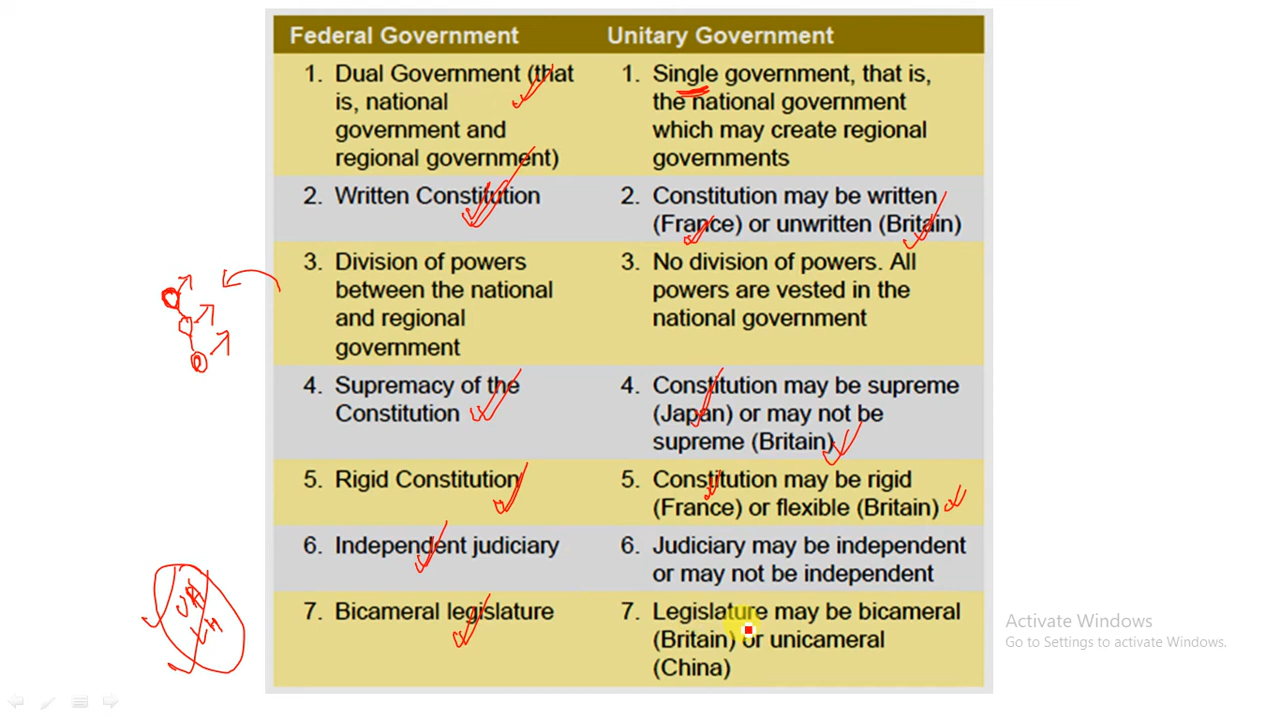 Federal Government
Unitary Government
1. Dual Government (that
is, national
government and
regional government)
1. Single government, that is,
the national government
which may create regional
governments
2. Written Constitution
2. Constitution may be written
(France) or unwritten (Britain)
3. Division of powers
between the national
and regional
government
3. No division of powers. All
powers are vested in the
national government
4. Supremacy of the
Constitution
4. Constitution may be supreme
(Japan) or may not be
supreme (Britain)
5. Rigid Constitution
5. Constitution may be rigid
(France) or flexible (Britain)
6. Independent judiciary
6. Judiciary may be independent
or may not be independent
7. Bicameral legislature
7. Legislature may be bicameral
(Britain) or unicameral
(China)
LH
Activate Windows
Go to Settings to activate Windows.